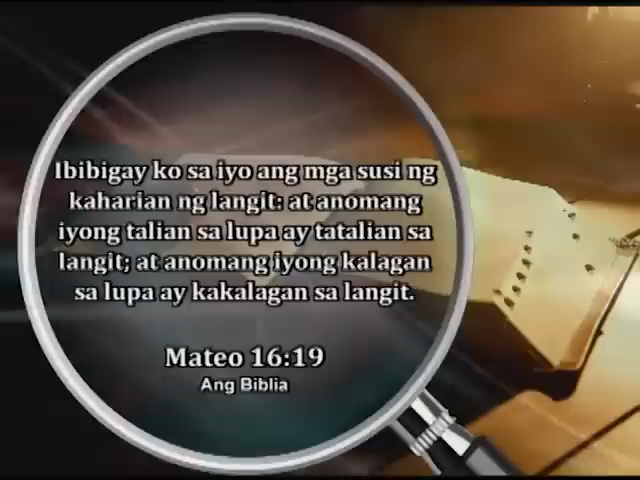 Ibibigay ko sa iyo ang mga susi ng
kaharian ng langit: at anomang
iyong talian sa lupa ay tatalian sa
langit; at anomang iyong kalagan
sa lupa ay kakalagan sa langit.
Mateo 16:19
Ang Biblia